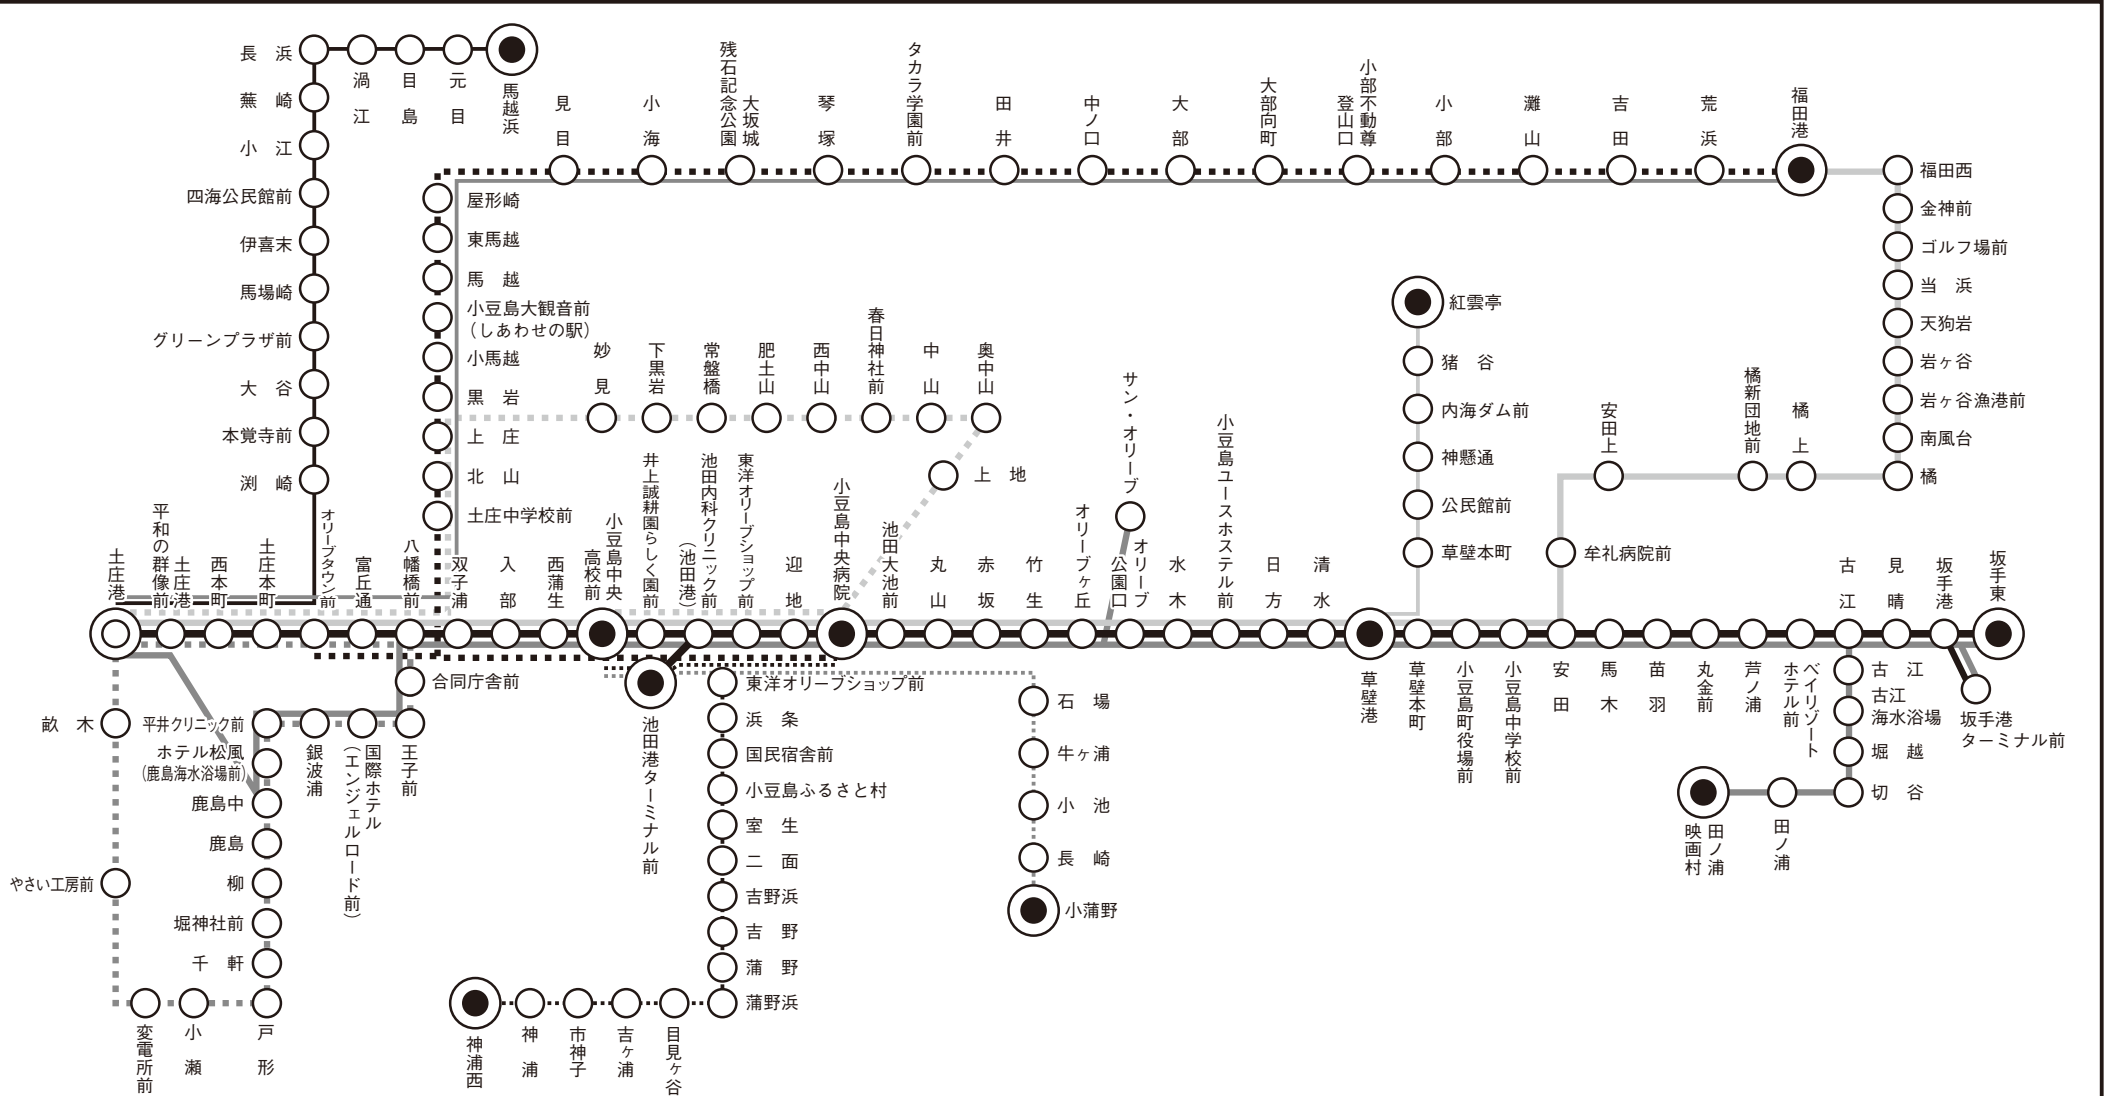 長浜
渦江
目島
元目
馬越浜
蕪崎
小江
四海公民館前
伊喜末
馬場崎
グリーンプラザ前
大谷
本覚寺前
渕崎
見目
小海
大坂城
残石記念公園
琴塚
タカラ学園前
田井
中ノ口
大部
大部向町
小部不動尊
登山口
小部
灘山
吉田
荒浜
福田港
福田西
金神前
ゴルフ場前
当浜
天狗岩
岩ヶ谷
岩ヶ谷漁港前
南風台
橘
橘上
橘新団地前
安田上
牟礼病院前
屋形崎
東馬越
馬越
小豆島大観音前
(しあわせの駅)
小馬越
黒岩
上庄
北山
土庄中学校前
妙見
下黒岩
常盤橋
肥土山
西中山
春日神社前
中山
奥中山
上地
紅雲亭
猪谷
内海ダム前
神懸通
公民館前
草壁本町
サン・オリーブ
土庄港
土庄港
平和の群像前
西本町
土庄本町
オリーブタウン前
富丘通
八幡橋前
双子浦
入部
西蒲生
小豆島中央
高校前
井上誠耕園らしく園前
池田内科クリニック前
(池田港)
東洋オリーブショップ前
迎地
小豆島中央病院
池田大池前
丸山
赤坂
竹生
オリーブヶ丘
オリーブ
公園口
水木
小豆島ユースホステル前
日方
清水
草壁港
草壁本町
小豆島町役場前
小豆島中学校前
安田
馬木
苗羽
丸金前
芦ノ浦
ベイリゾート
ホテル前
古江
見晴
坂手港
坂手東
坂手港
ターミナル前
古江
古江
海水浴場
堀越
切谷
田ノ浦
田ノ浦
映画村
合同庁舎前
王子前
国際ホテル
(エンジェルロード前)
銀波浦
平井クリニック前
ホテル松風
(鹿島海水浴場前)
鹿島中
鹿島
柳
堀神社前
千軒
戸形
小瀬
変電所前
やさい工房前
畝木
池田港ターミナル前
東洋オリーブショップ前
浜条
国民宿舎前
小豆島ふるさと村
室生
二面
吉野浜
吉野
蒲野
蒲野浜
目見ヶ谷
吉ヶ浦
市神子
神浦
神浦西
石場
牛ヶ浦
小池
長崎
小蒲野